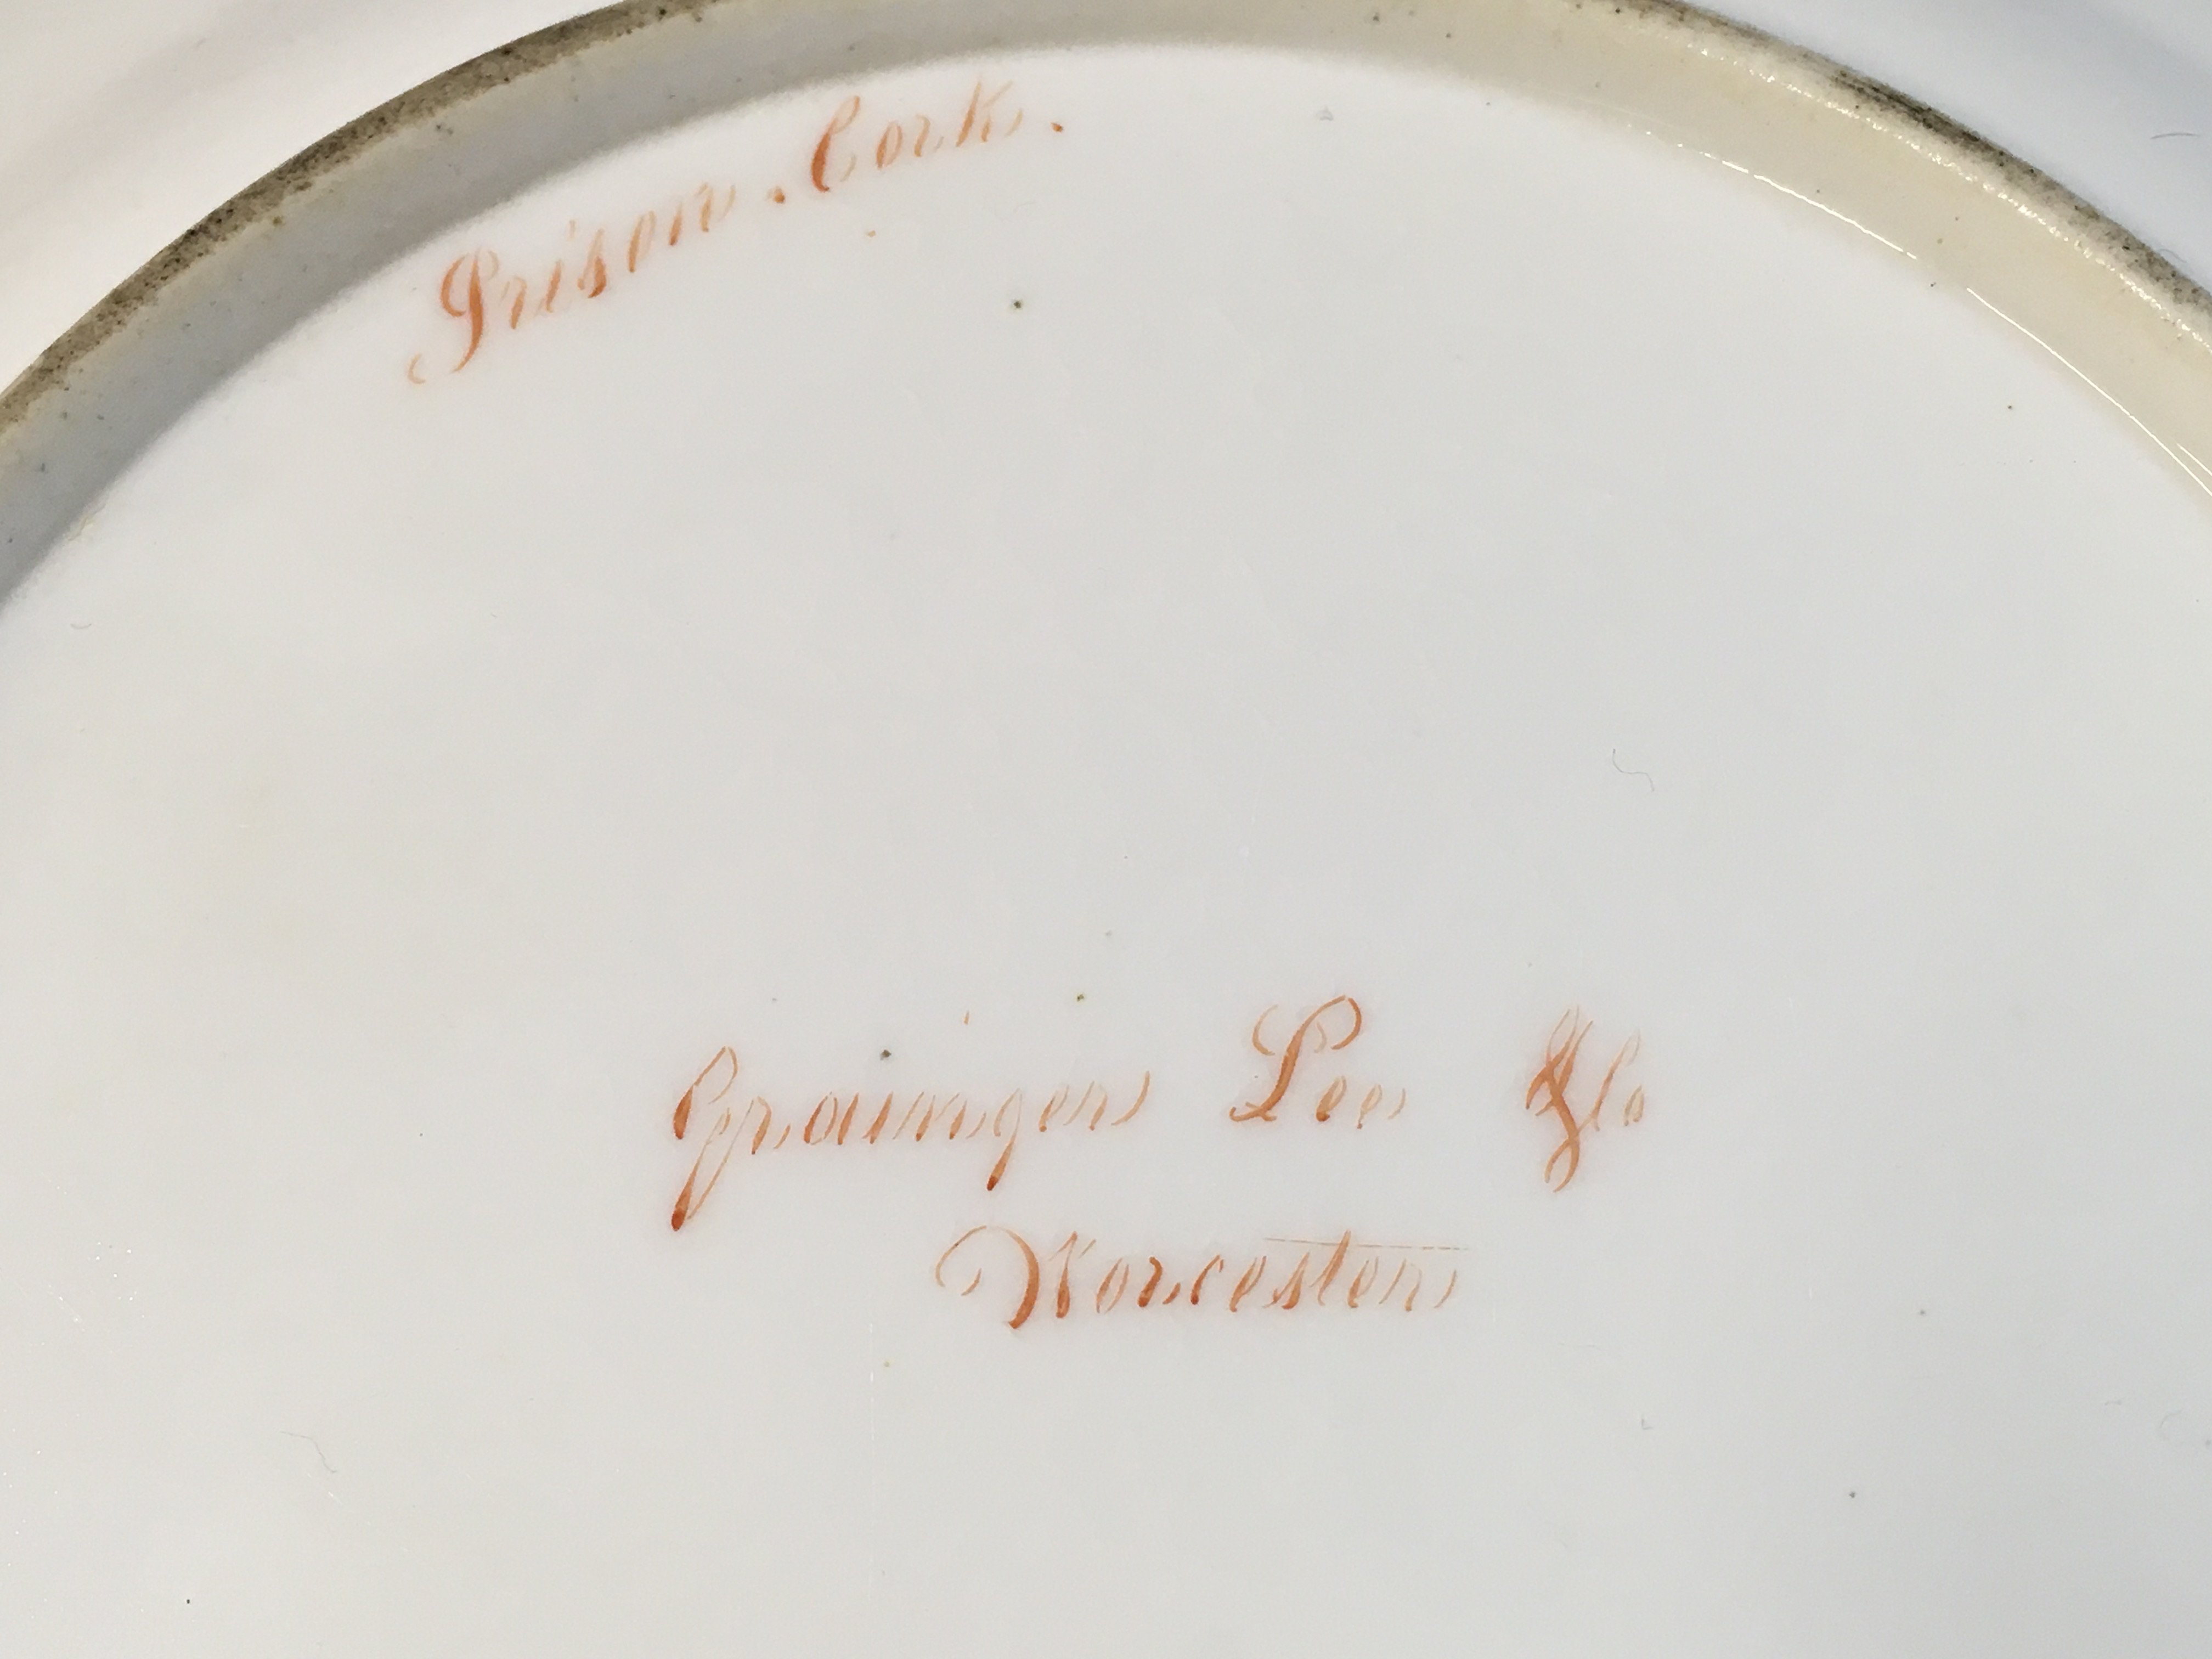 Prison . Cork .
Grainger Lee & Co
Worcester